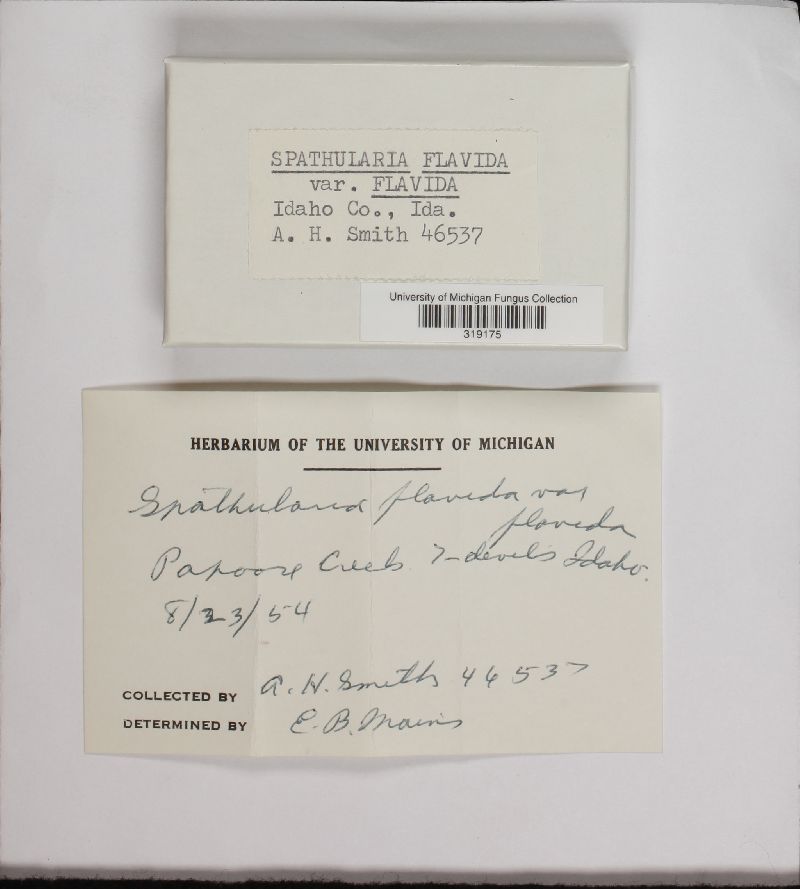 SPATHULARIA FLAVIDA
var. FLAVIDA
Idaho Co., Ida.
A. H. Smith 46537
University of Michigan Fungus Collection
319175
HERBARIUM OF THE UNIVERSITY OF MICHIGAN
Spathularia flavida var
flavida
Papoose Creek 7-devils Idaho.
8/23/54
COLLECTED BY A. H. Smith 46537
DETERMINED BY E. B. Mains